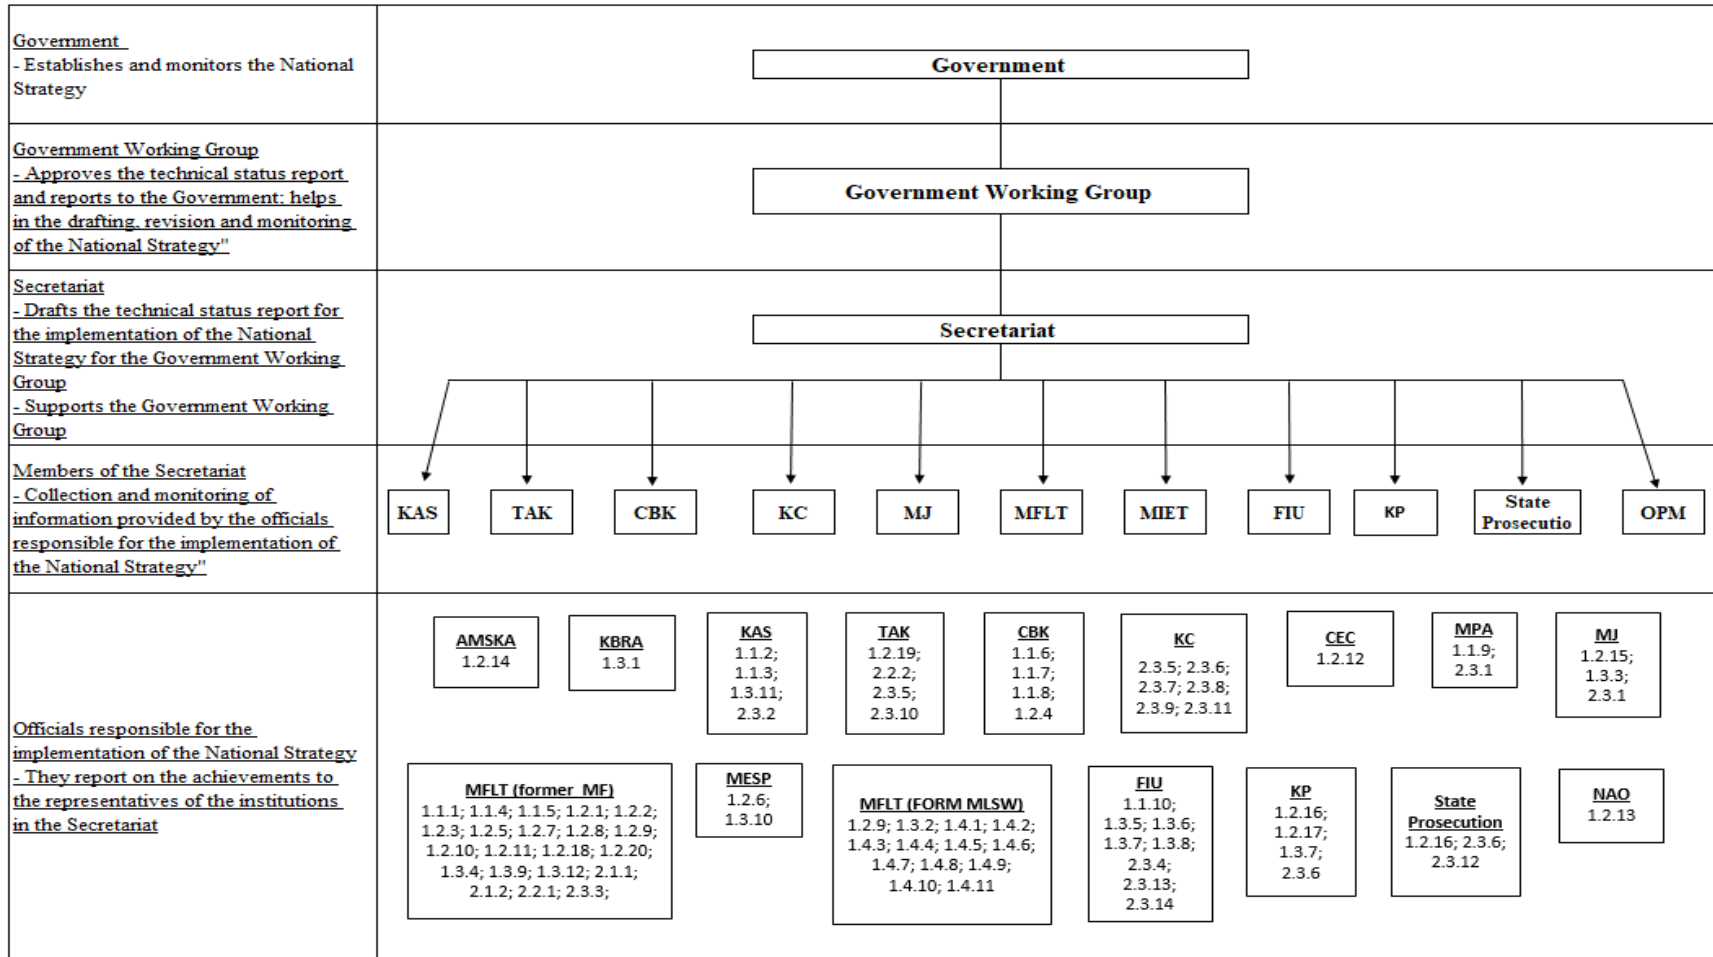 Government
- Establishes and monitors the National
Strategy
Government
Government Working Group
- Approves the technical status report
and reports to the Government; helps
in the drafting, revision and monitoring
of the National Strategy"
Government Working Group
Secretariat
- Drafts the technical status report for
the implementation of the National
Strategy for the Government Working
Group
- Supports the Government Working
Group
Secretariat
Members of the Secretariat
- Collection and monitoring of
information provided by the officials
responsible for the implementation of
the National Strategy"
KAS
TAK
CBK
KC
MJ
MFLT
MIET
FIU
KP
State
Prosecutio
OPM
Officials responsible for the
implementation of the National Strategy
- They report on the achievements to
the representatives of the institutions
in the Secretariat
AMSKA
1.2.14
KBRA
1.3.1
KAS
1.1.2;
1.1.3;
1.3.11;
2.3.2
TAK
1.2.19;
2.2.2;
2.3.5;
2.3.10
CBK
1.1.6;
1.1.7;
1.1.8;
1.2.4
KC
2.3.5; 2.3.6;
2.3.7; 2.3.8;
2.3.9; 2.3.11
CEC
1.2.12
MPA
1.1.9;
2.3.1
MJ
1.2.15;
1.3.3;
2.3.1
MFLT (former MF)
1.1.1; 1.1.4; 1.1.5; 1.2.1; 1.2.2;
1.2.3; 1.2.5; 1.2.7; 1.2.8; 1.2.9;
1.2.10; 1.2.11; 1.2.18; 1.2.20;
1.3.4; 1.3.9; 1.3.12; 2.1.1;
2.1.2; 2.2.1; 2.3.3;
MESP
1.2.6;
1.3.10
MFLT (FORM MLSW)
1.2.9; 1.3.2; 1.4.1; 1.4.2;
1.4.3; 1.4.4; 1.4.5; 1.4.6;
1.4.7; 1.4.8; 1.4.9;
1.4.10; 1.4.11
FIU
1.1.10;
1.3.5; 1.3.6;
1.3.7; 1.3.8;
2.3.4;
2.3.13;
2.3.14
KP
1.2.16;
1.2.17;
1.3.7;
2.3.6
State
Prosecution
1.2.16; 2.3.6;
2.3.12
NAO
1.2.13